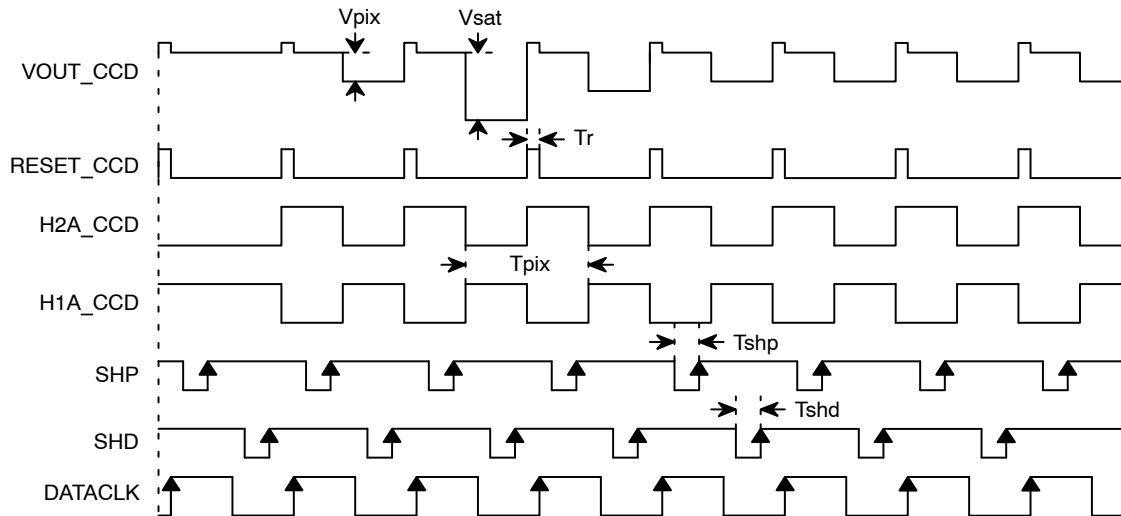 Vpix
Vsat
VOUT_CCD
Tr
RESET_CCD
H2A_CCD
Tpix
H1A_CCD
Tshp
SHP
Tshd
SHD
DATACLK